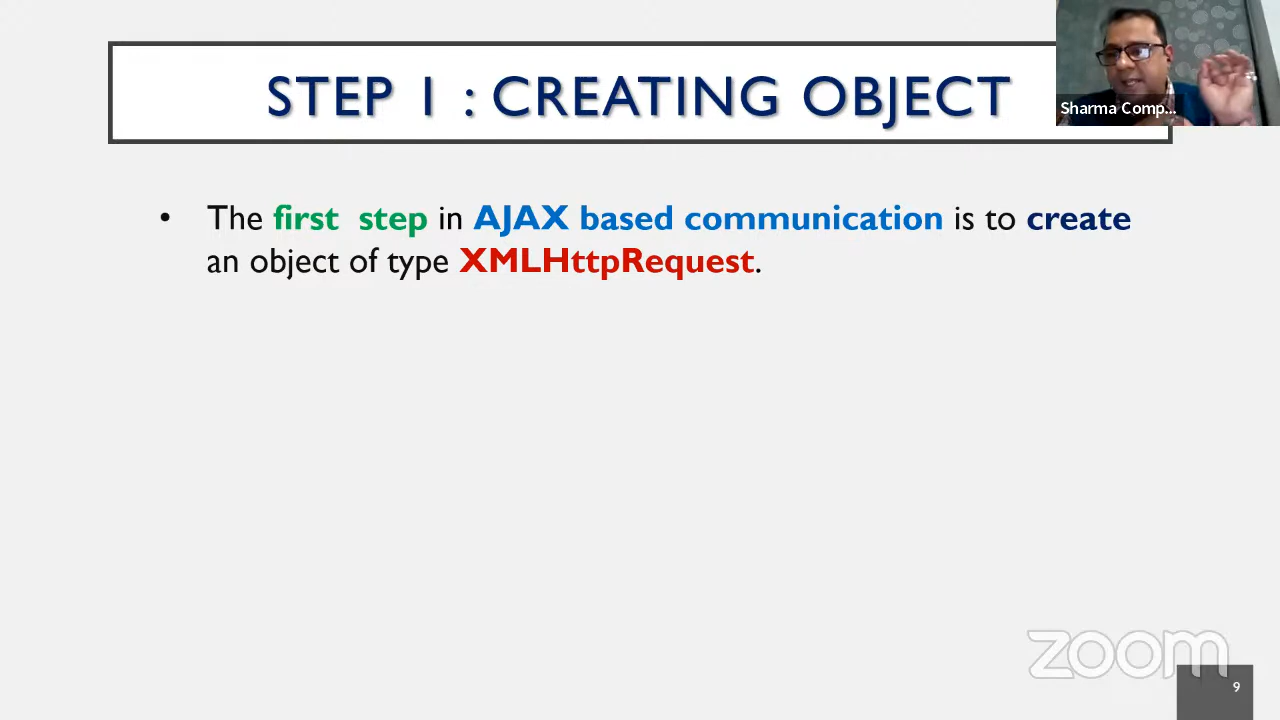 STEP 1 : CREATING OBJECT
Sharma Comp...
• The first step in AJAX based communication is to create
an object of type XMLHttpRequest.
zoom
9